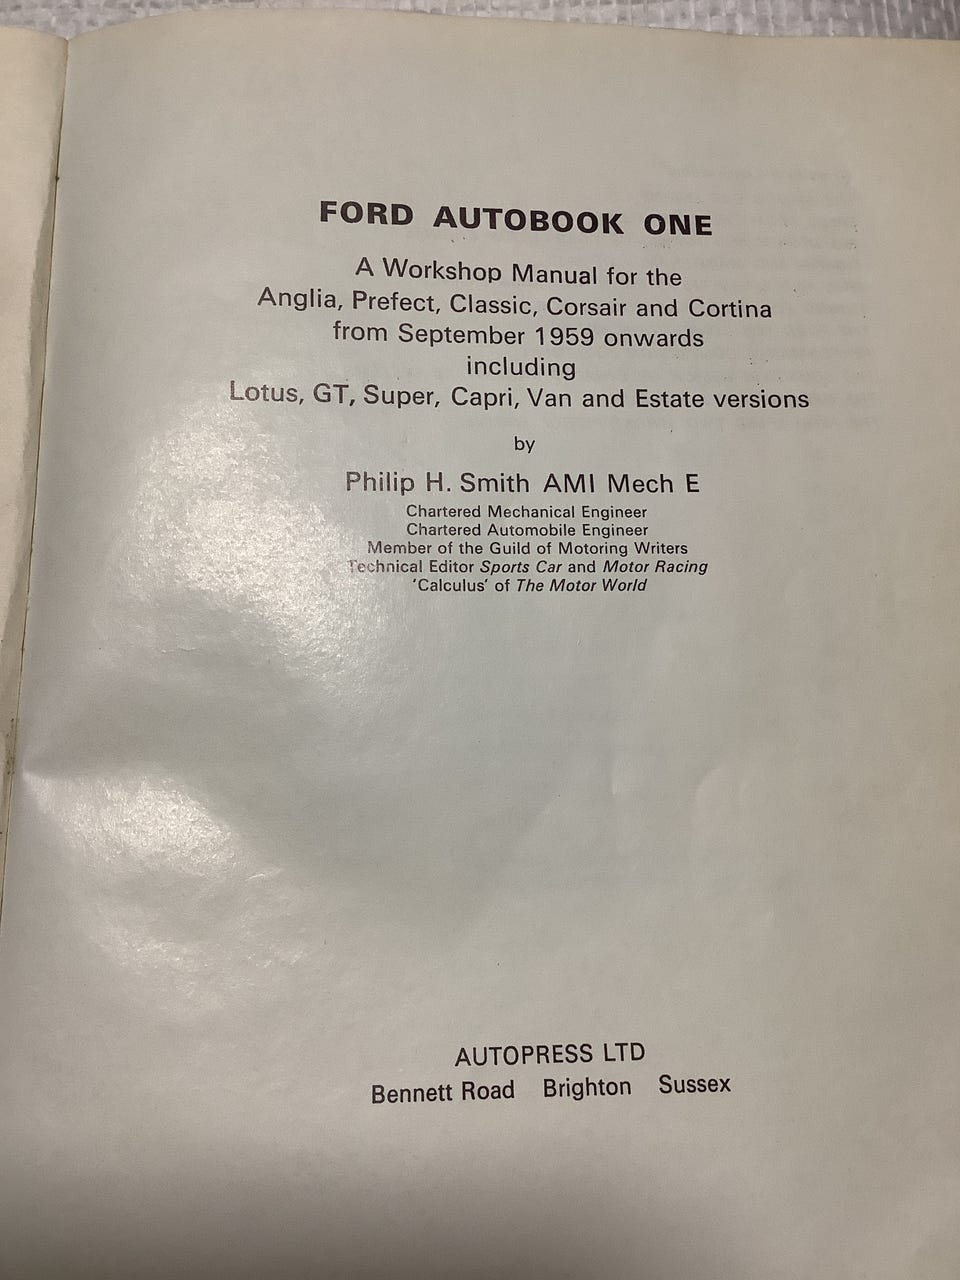 FORD AUTOBOOK ONE
A Workshop Manual for the
Anglia, Prefect, Classic, Corsair and Cortina
from September 1959 onwards
including
Lotus, GT, Super, Capri, Van and Estate versions
by
Philip H. Smith AMI Mech E
Chartered Mechanical Engineer
Chartered Automobile Engineer
Member of the Guild of Motoring Writers
Technical Editor Sports Car and Motor Racing
'Calculus' of The Motor World
AUTOPRESS LTD
Bennett Road Brighton Sussex